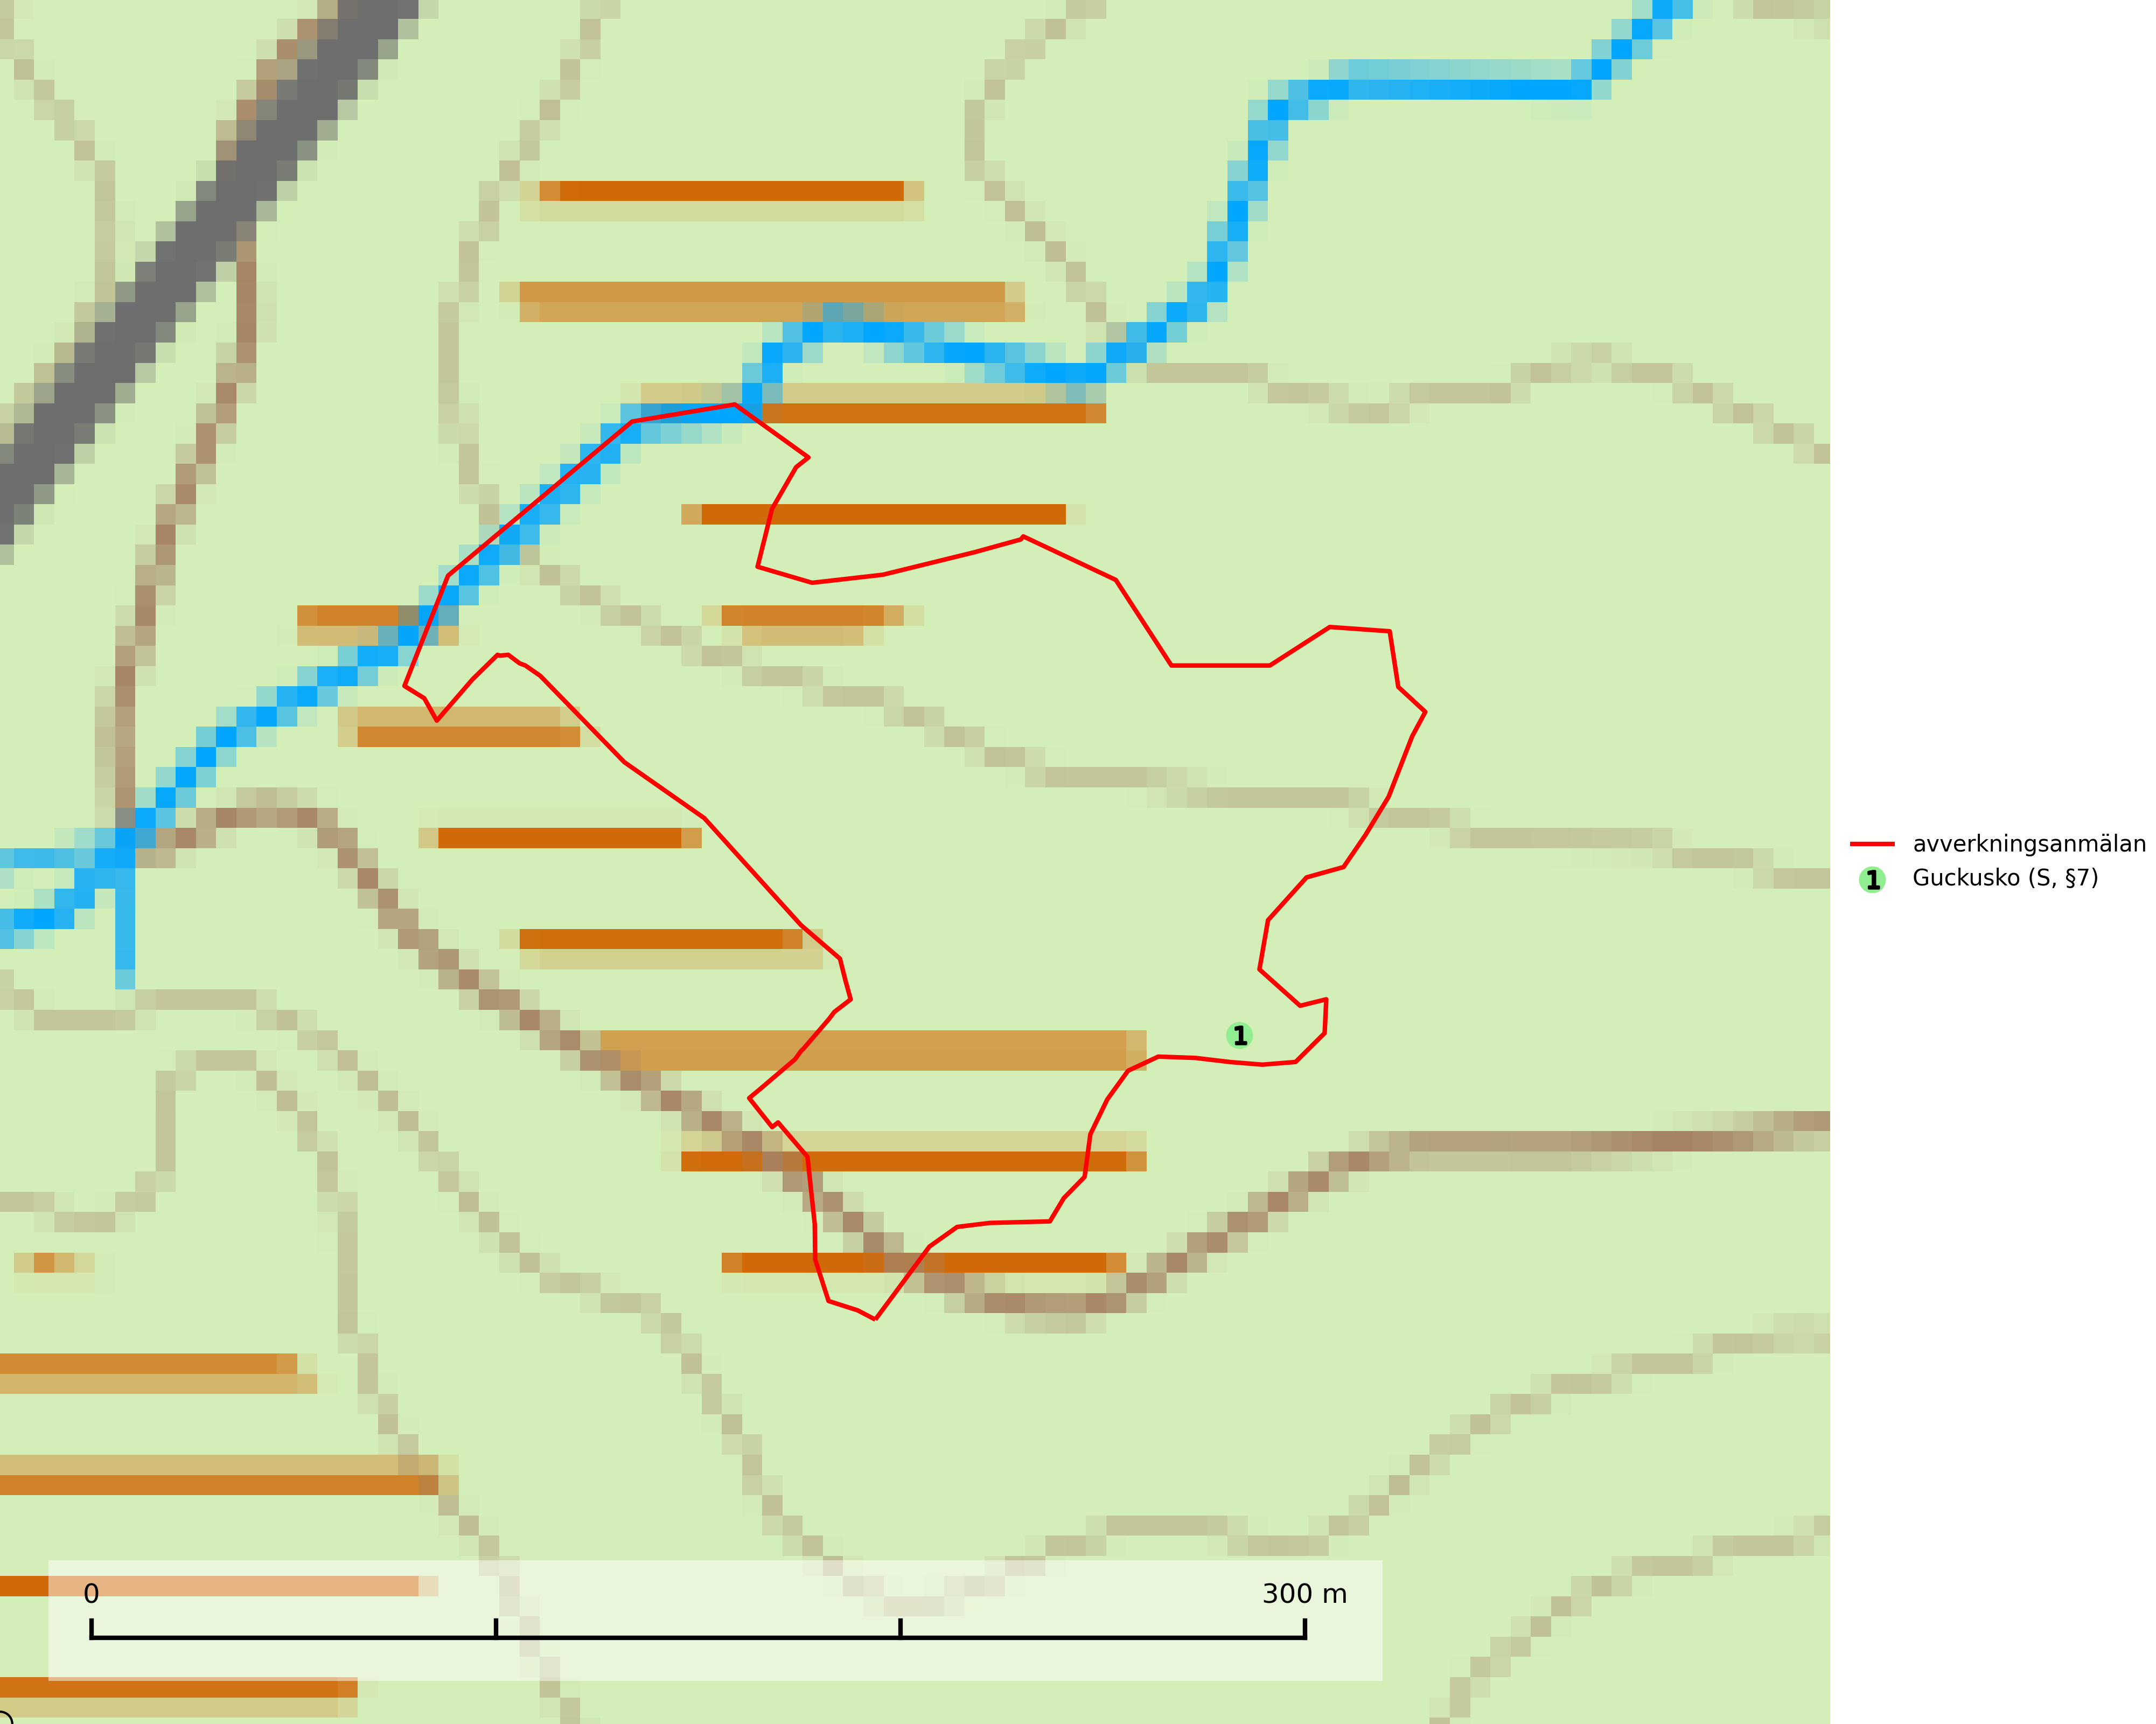 1
avverkningsanmälan
1 Guckusko (S, §7)
0 300 m